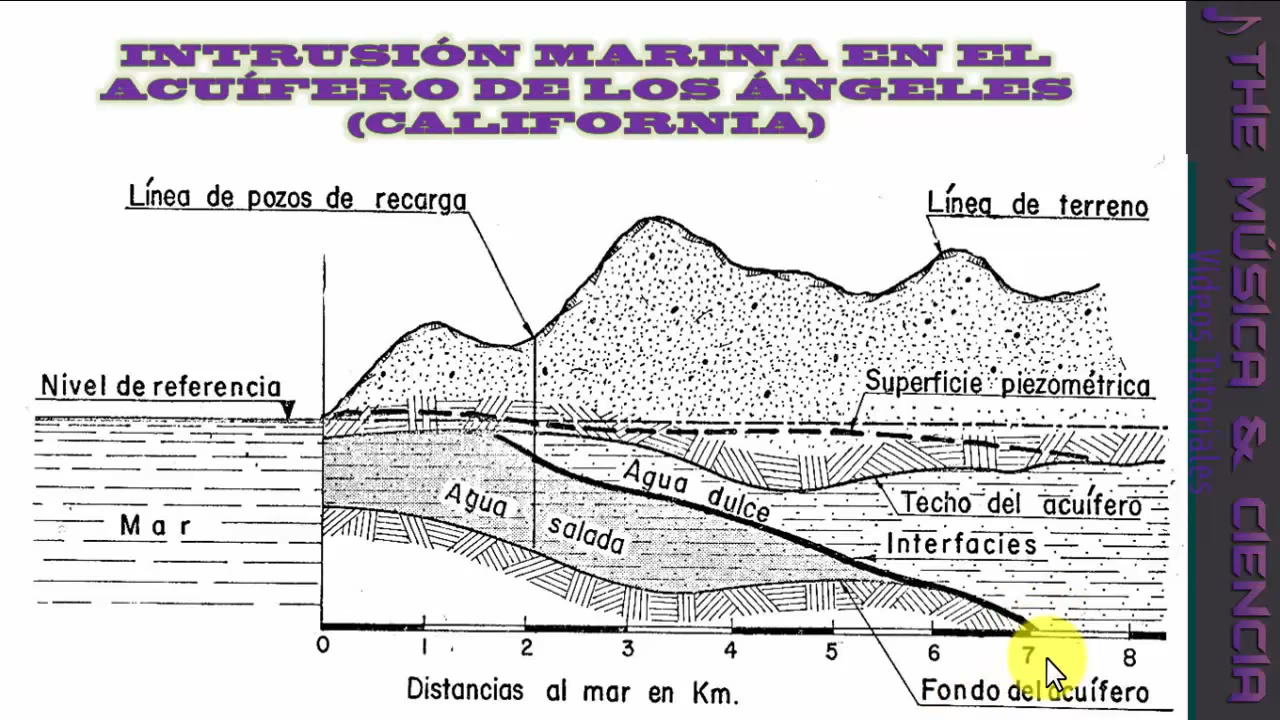 INTRUSIÓN MARINA EN EL
ACUÍFERO DE LOS ÁNGELES
(CALIFORNIA)
Línea de pozos de recarga
Línea de terreno
Nivel de referencia
Superficie piezométrica
Agua dulce
Agua salada
Techo del acuífero
Mar
Interfacies
0 1 2 3 4 5 6 7 8
Distancias al mar en Km.
Fondo del acuífero
THE MÚSICA & CIENCIA
Videos Tutoriales